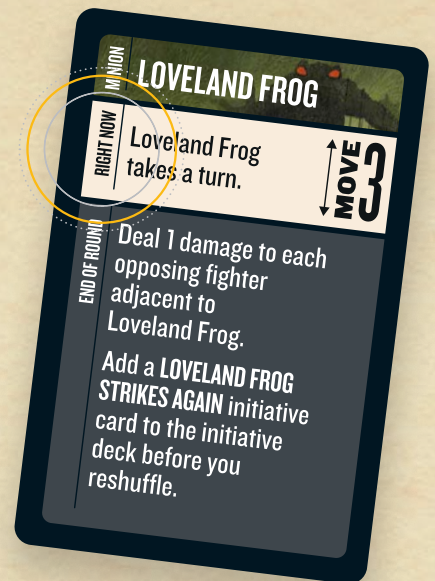 MINION
LOVELAND FROG
RIGHT NOW
Loveland Frog
takes a turn.
MOVE
3
END OF ROUND
Deal 1 damage to each
opposing fighter
adjacent to
Loveland Frog.
Add a LOVELAND FROG
STRIKES AGAIN initiative
card to the initiative
deck before you
reshuffle.